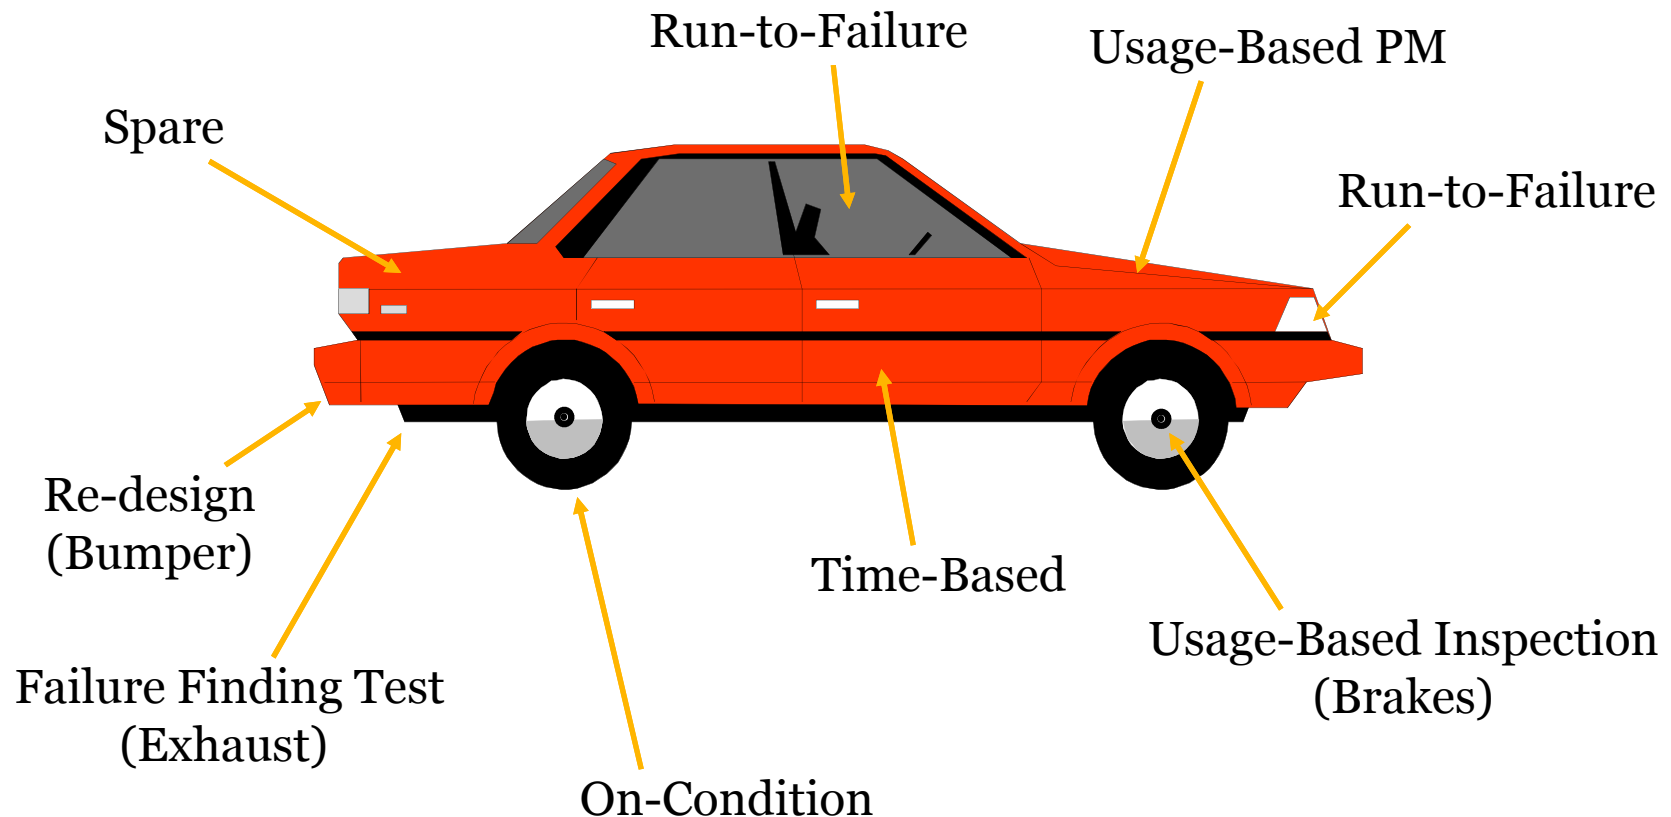 Run-to-Failure
Usage-Based PM
Spare
Run-to-Failure
Re-design
(Bumper)
Time-Based
Usage-Based Inspection
(Brakes)
Failure Finding Test
(Exhaust)
On-Condition